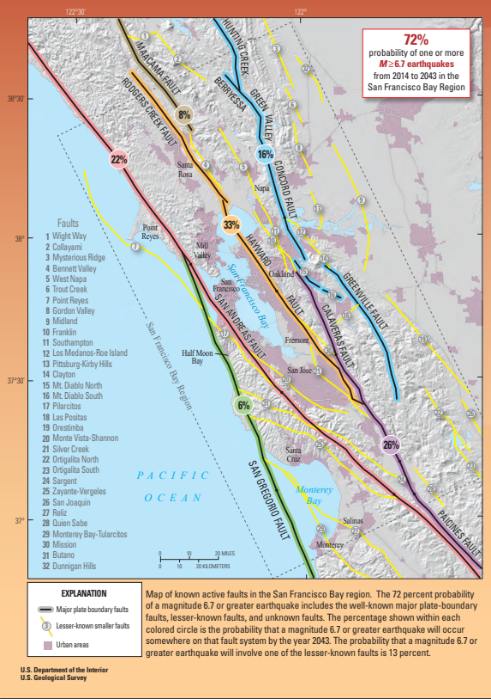 122°30'
122°
72%
probability of one or more
M≥6.7 earthquakes
from 2014 to 2043 in the
San Francisco Bay Region
HUNTING CREEK
BERRYESSA
GREEN VALLEY
CONCORD FAULT
MAACAMA FAULT
RODGERS CREEK FAULT
38°30'
8%
16%
22%
Santa
Rosa
Napa
33%
Point
Reyes
38°
Mill
Valley
HAYWARD
FAULT
Oakland
San
Francisco
San Francisco Bay
GREENVILLE FAULT
CALAVERAS FAULT
SAN ANDREAS FAULT
Fremont
San Jose
Half Moon
Bay
San Francisco Bay Region
37°30'
6%
26%
Santa
Cruz
SAN GREGORIO FAULT
Monterey
Bay
PAICINES FAULT
Salinas
Monterey
37°
PACIFIC
OCEAN
Faults
1 Wight Way
2 Collayami
3 Mysterious Ridge
4 Bennett Valley
5 West Napa
6 Trout Creek
7 Point Reyes
8 Gordon Valley
9 Midland
10 Franklin
11 Southampton
12 Los Medanos-Roe Island
13 Pittsburg-Kirby Hills
14 Clayton
15 Mt. Diablo North
16 Mt. Diablo South
17 Pilarcitos
18 Las Positas
19 Orestimba
20 Monte Vista-Shannon
21 Silver Creek
22 Ortigalita North
23 Ortigalita South
24 Sargent
25 Zayante-Vergeles
26 San Joaquin
27 Reliz
28 Quien Sabe
29 Monterey Bay-Tularcitos
30 Mission
31 Butano
32 Dunnigan Hills
0 10 20 MILES
0 10 20 KILOMETERS
EXPLANATION
Major plate boundary faults
3 Lesser-known smaller faults
Urban areas
Map of known active faults in the San Francisco Bay region. The 72 percent probability
of a magnitude 6.7 or greater earthquake includes the well-known major plate-boundary
faults, lesser-known faults, and unknown faults. The percentage shown within each
colored circle is the probability that a magnitude 6.7 or greater earthquake will occur
somewhere on that fault system by the year 2043. The probability that a magnitude 6.7 or
greater earthquake will involve one of the lesser-known faults is 13 percent.
U.S. Department of the Interior
U.S. Geological Survey